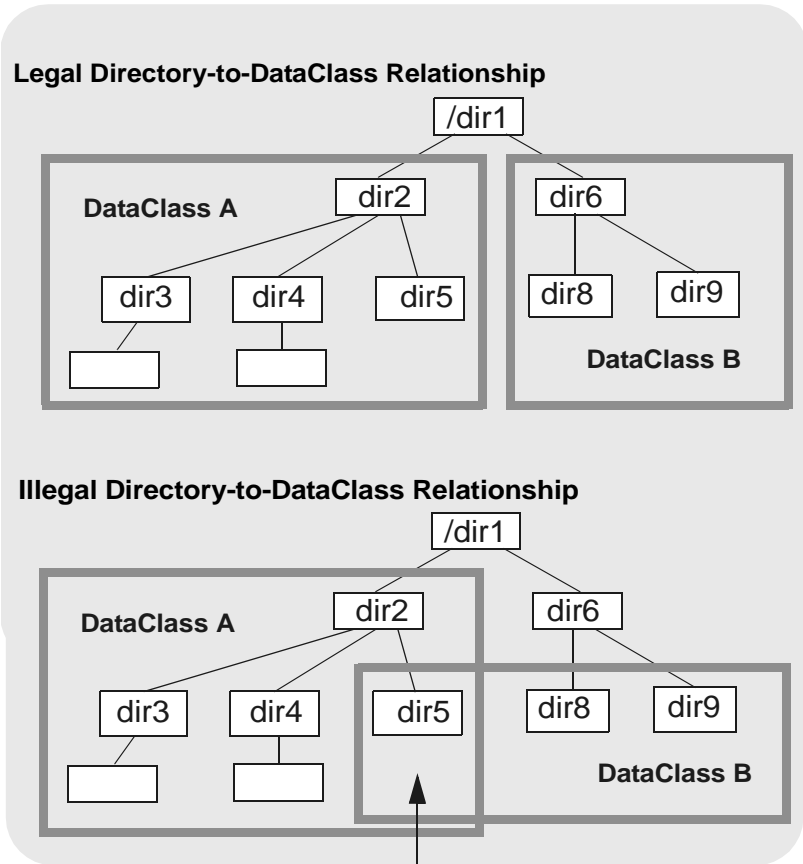 Legal Directory-to-DataClass Relationship
/dir1
DataClass A
dir2
dir6
dir3
dir4
dir5
dir8
dir9
DataClass B
Illegal Directory-to-DataClass Relationship
/dir1
DataClass A
dir2
dir6
dir3
dir4
dir5
dir8
dir9
DataClass B